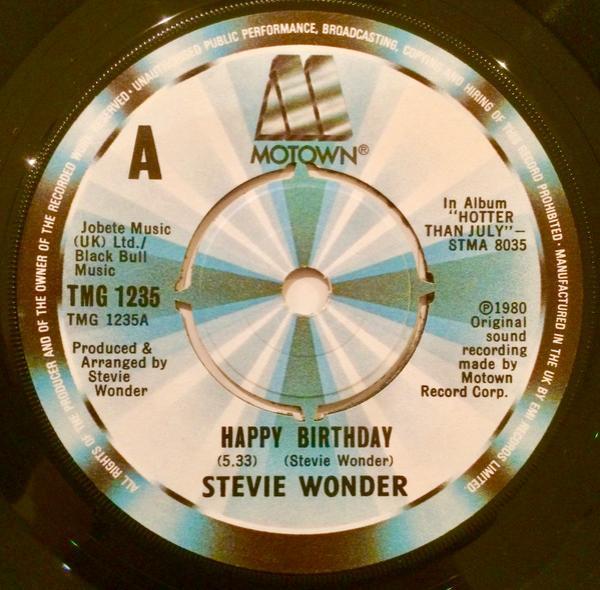 ALL RIGHTS OF THE PRODUCER AND OF THE OWNER OF THE RECORDED WORK RESERVED · UNAUTHORISED PUBLIC PERFORMANCE, BROADCASTING, COPYING AND HIRING OF THIS RECORD PROHIBITED · MANUFACTURED IN THE UK BY EMI RECORDS LIMITED.
M
MOTOWN®
A
Jobete Music
(UK) Ltd./
Black Bull
Music
TMG 1235
TMG 1235A
Produced &
Arranged by
Stevie
Wonder
In Album
"HOTTER
THAN JULY"—
STMA 8035
℗1980
Original
sound
recording
made by
Motown
Record Corp.
HAPPY BIRTHDAY
(5.33) (Stevie Wonder)
STEVIE WONDER